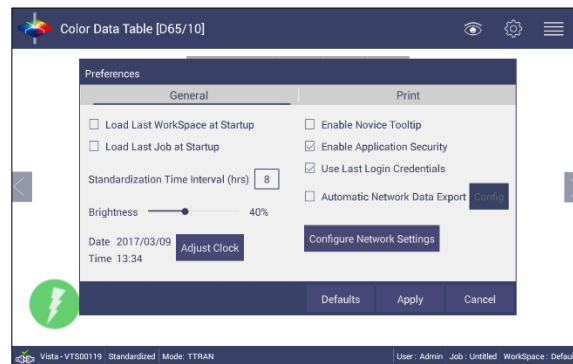 Color Data Table [D65/10]
Preferences
General
Print
Load Last WorkSpace at Startup
Load Last Job at Startup
Standardization Time Interval (hrs) 8
Brightness 40%
Date 2017/03/09
Time 13:34
Adjust Clock
Enable Novice Tooltip
Enable Application Security
Use Last Login Credentials
Automatic Network Data Export Config
Configure Network Settings
Defaults Apply Cancel
Vista - VTS00119 Standardized Mode: TTRAN User : Admin Job : Untitled WorkSpace : Defaul